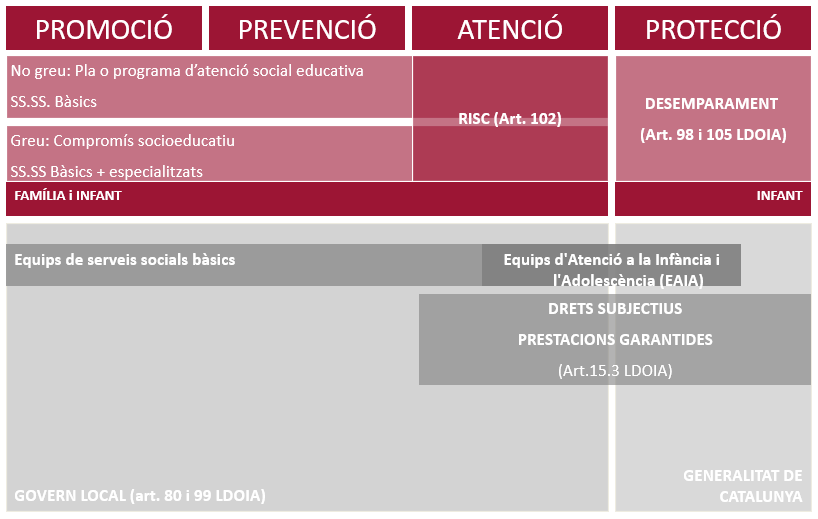 PROMOCIÓ
PREVENCIÓ
ATENCIÓ
PROTECCIÓ
No greu: Pla o programa d'atenció social educativa
SS.SS. Bàsics
Greu: Compromís socioeducatiu
SS.SS Bàsics + especialitzats
RISC (Art. 102)
DESEMPARAMENT
(Art. 98 i 105 LDOIA)
FAMÍLIA i INFANT
INFANT
Equips de serveis socials bàsics
Equips d'Atenció a la Infància i
l'Adolescència (EAIA)
DRETS SUBJECTIUS
PRESTACIONS GARANTIDES
(Art.15.3 LDOIA)
GOVERN LOCAL (art. 80 i 99 LDOIA)
GENERALITAT DE
CATALUNYA